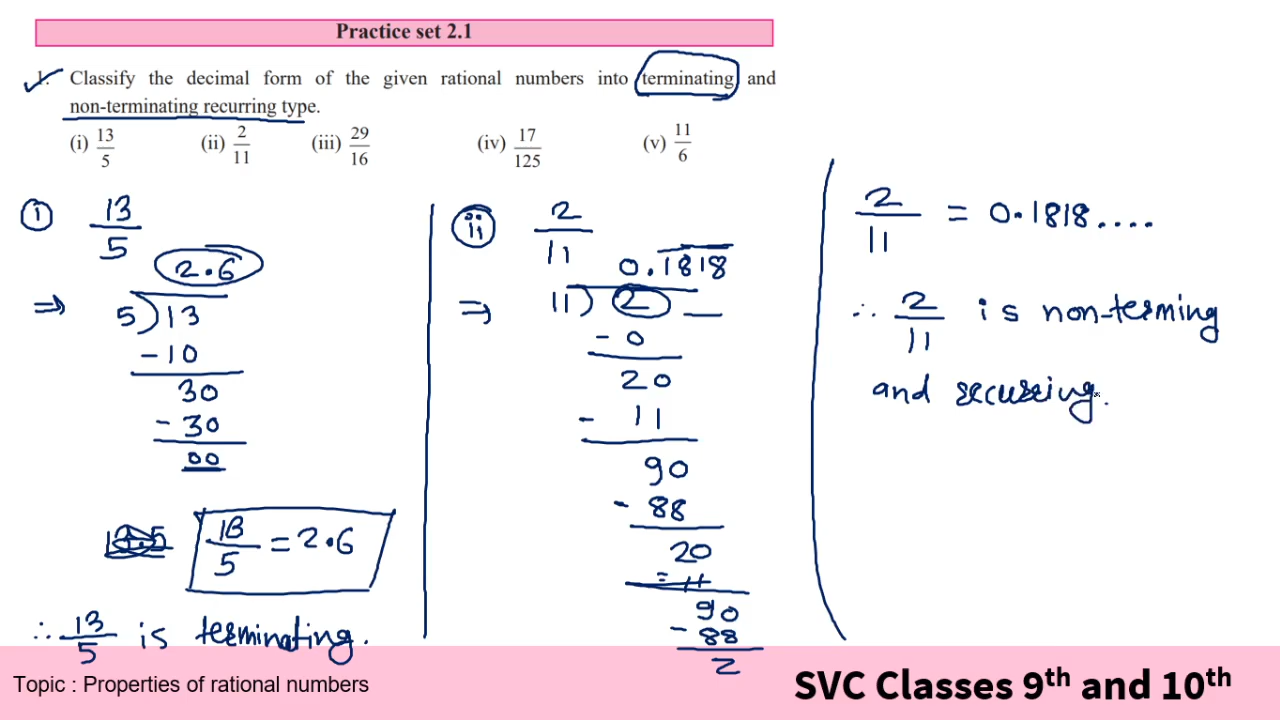 Practice set 2.1
1. Classify the decimal form of the given rational numbers into terminating and
non-terminating recurring type.
(i) 13/5 (ii) 2/11 (iii) 29/16 (iv) 17/125 (v) 11/6
i 13/5
2.6
⇒ 5)13
-10
30
-30
00
13/5 = 2.6
∴ 13/5 is terminating.
ii 2/11
0.1818
⇒ 11)2
-0
20
- 11
90
- 88
20
= 11
90
- 88
2
2/11 = 0.1818....
∴ 2/11 is non-terming
and recurring.
Topic : Properties of rational numbers
SVC Classes 9th and 10th